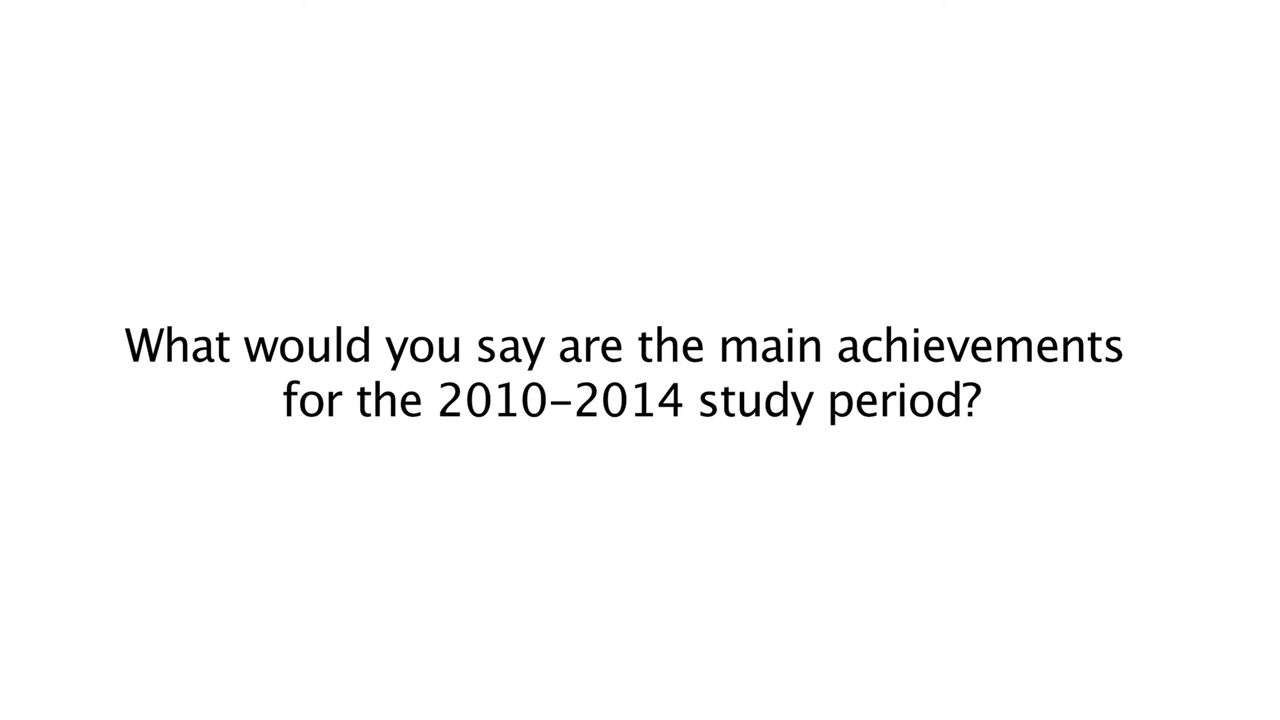 What would you say are the main achievements
for the 2010–2014 study period?